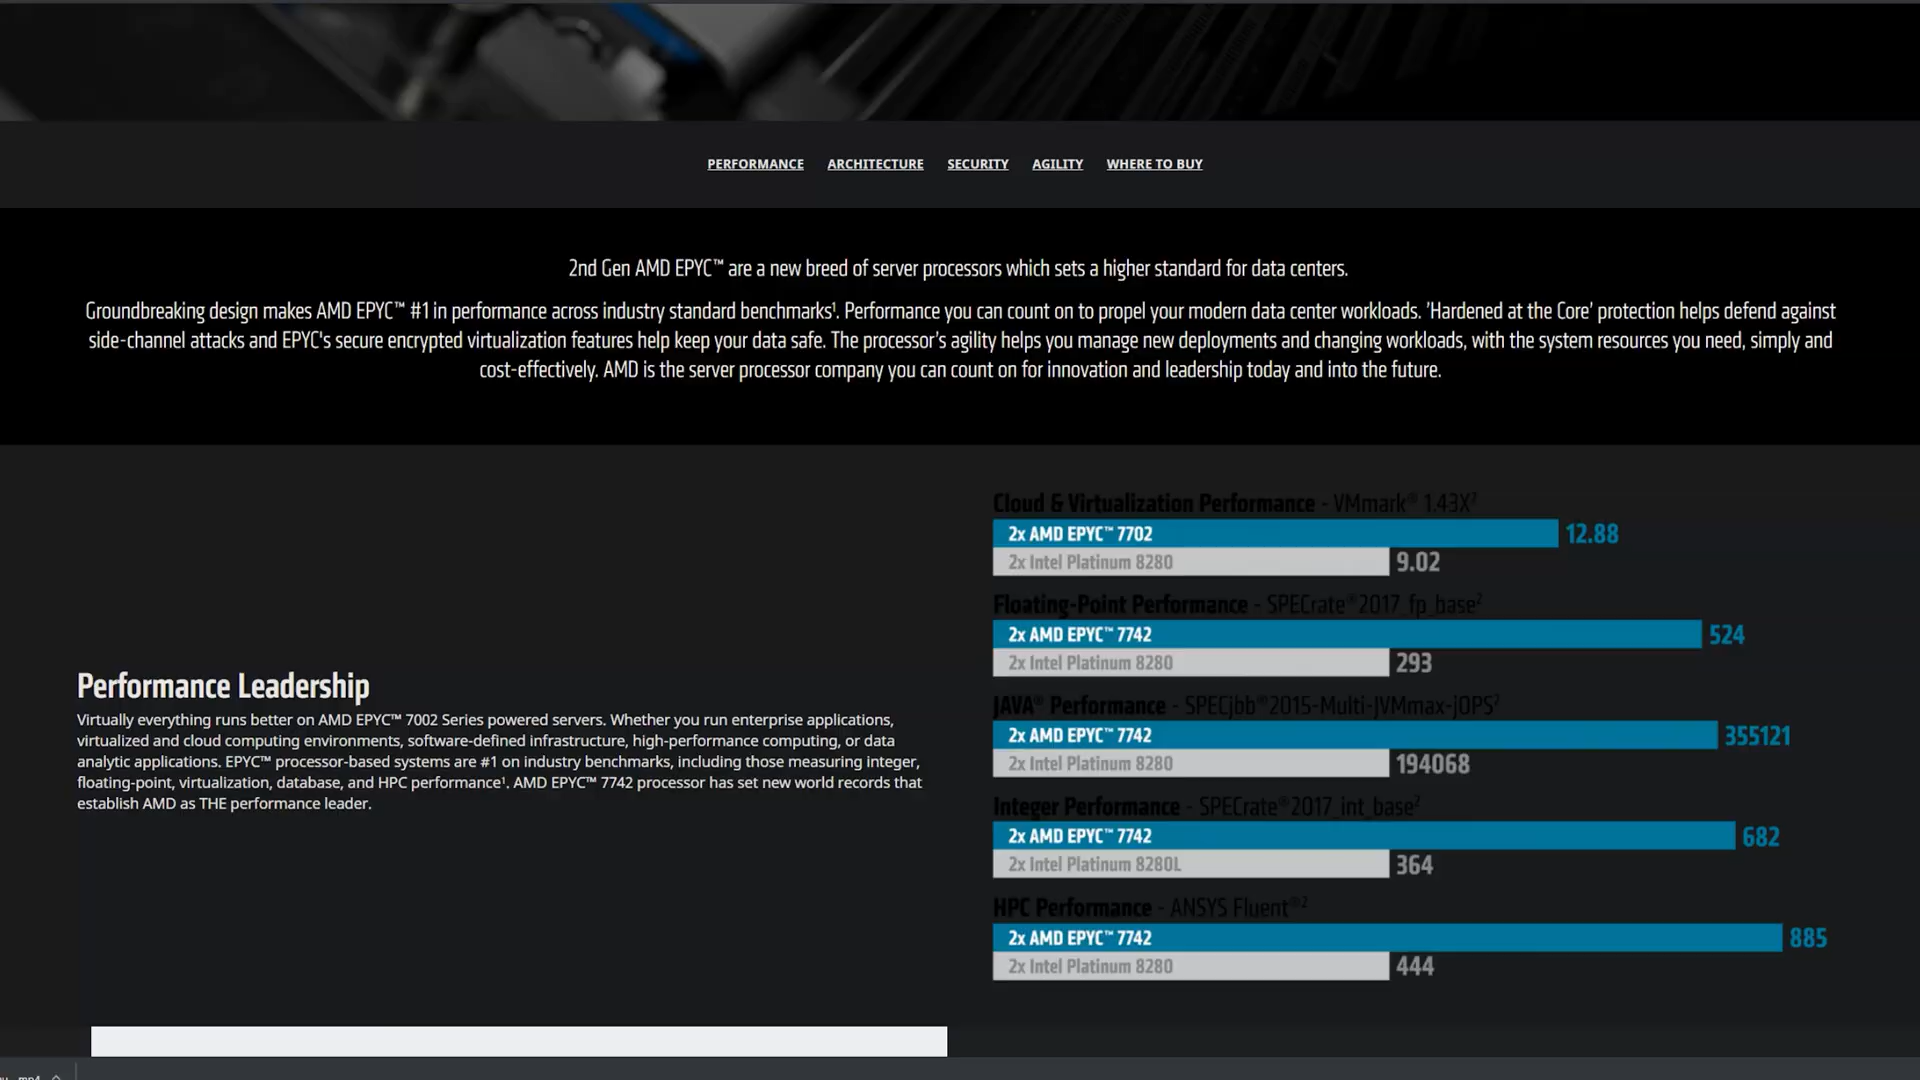 PERFORMANCE ARCHITECTURE SECURITY AGILITY WHERE TO BUY
2nd Gen AMD EPYC™ are a new breed of server processors which sets a higher standard for data centers.
Groundbreaking design makes AMD EPYC™ #1 in performance across industry standard benchmarks¹. Performance you can count on to propel your modern data center workloads. 'Hardened at the Core' protection helps defend against
side-channel attacks and EPYC's secure encrypted virtualization features help keep your data safe. The processor's agility helps you manage new deployments and changing workloads, with the system resources you need, simply and
cost-effectively. AMD is the server processor company you can count on for innovation and leadership today and into the future.
Performance Leadership
Virtually everything runs better on AMD EPYC™ 7002 Series powered servers. Whether you run enterprise applications,
virtualized and cloud computing environments, software-defined infrastructure, high-performance computing, or data
analytic applications. EPYC™ processor-based systems are #1 on industry benchmarks, including those measuring integer,
floating-point, virtualization, database, and HPC performance¹. AMD EPYC™ 7742 processor has set new world records that
establish AMD as THE performance leader.
Cloud & Virtualization Performance - VMmark® 1.43X²
2x AMD EPYC™ 7702 12.88
2x Intel Platinum 8280 9.02
Floating-Point Performance - SPECrate®2017_fp_base²
2x AMD EPYC™ 7742 524
2x Intel Platinum 8280 293
JAVA® Performance - SPECjbb®2015-Multi-JVMmax-jOPS²
2x AMD EPYC™ 7742 355121
2x Intel Platinum 8280 194068
Integer Performance - SPECrate®2017_int_base²
2x AMD EPYC™ 7742 682
2x Intel Platinum 8280L 364
HPC Performance - ANSYS Fluent®²
2x AMD EPYC™ 7742 885
2x Intel Platinum 8280 444